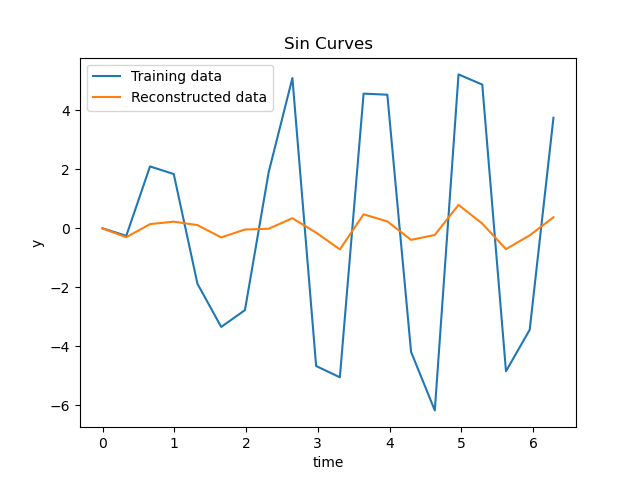 Sin Curves
Training data
Reconstructed data
4
2
0
−2
−4
−6
y
0 1 2 3 4 5 6
time